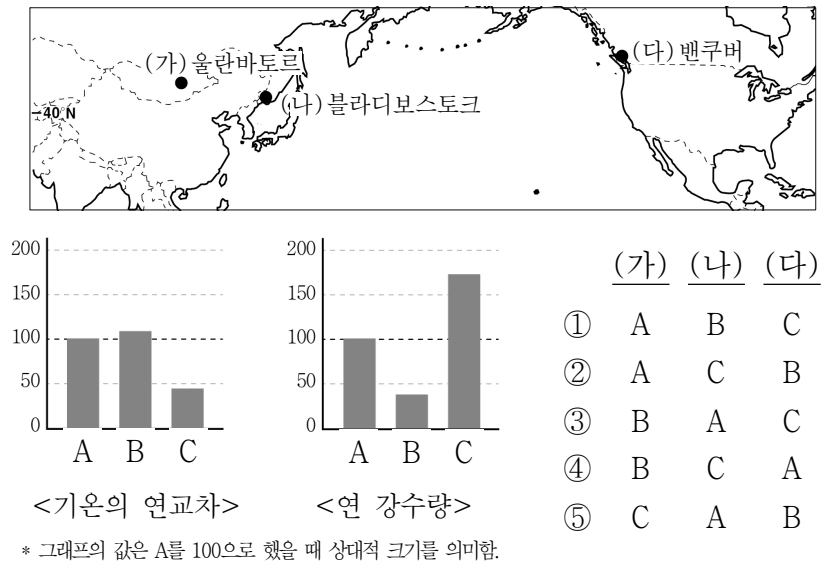 (가)울란바토르
(다)밴쿠버
(나)블라디보스토크
40°N
200
150
100
50
0
A B C
<기온의 연교차>
200
150
100
50
0
A B C
<연 강수량>
* 그래프의 값은 A를 100으로 했을 때 상대적 크기를 의미함.
(가) (나) (다)
① A B C
② A C B
③ B A C
④ B C A
⑤ C A B